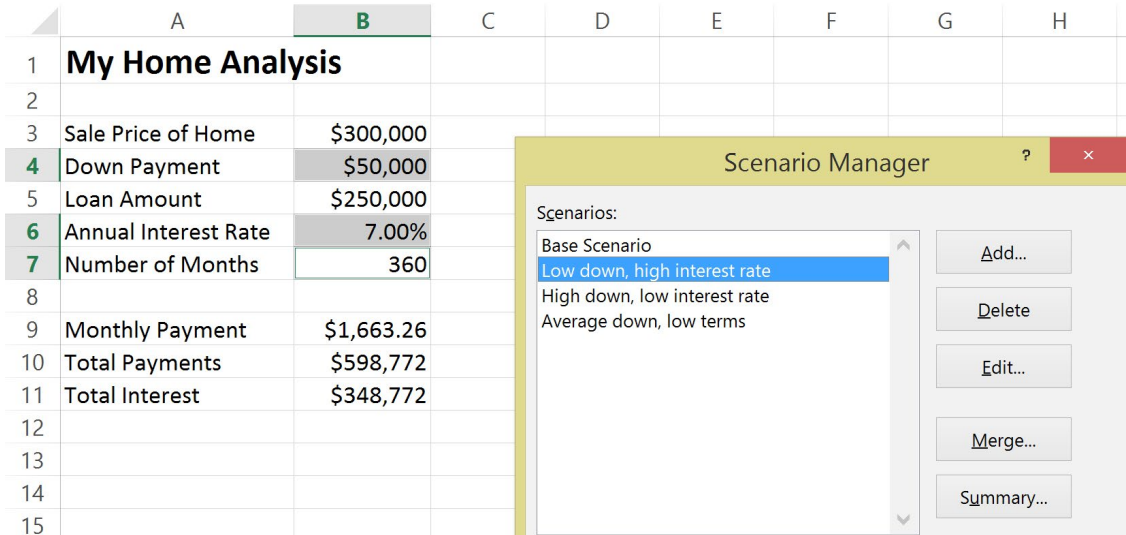 A B C D E F G H
1 My Home Analysis
2
3 Sale Price of Home $300,000
4 Down Payment $50,000
5 Loan Amount $250,000
6 Annual Interest Rate 7.00%
7 Number of Months 360
8
9 Monthly Payment $1,663.26
10 Total Payments $598,772
11 Total Interest $348,772
12
13
14
15
Scenario Manager ? ×
Scenarios:
Base Scenario
Low down, high interest rate
High down, low interest rate
Average down, low terms
Add...
Delete
Edit...
Merge...
Summary...